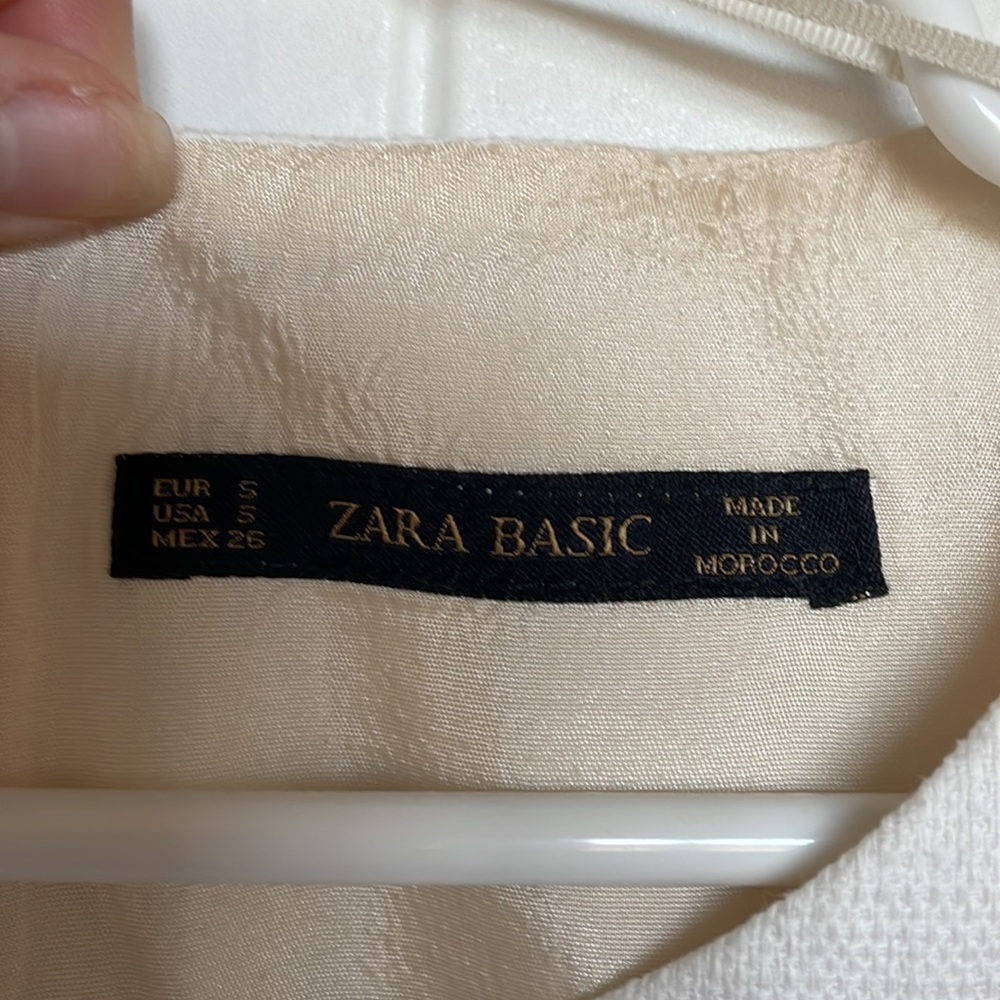 EUR S
USA S
MEX 26
ZARA BASIC
MADE
IN
MOROCCO